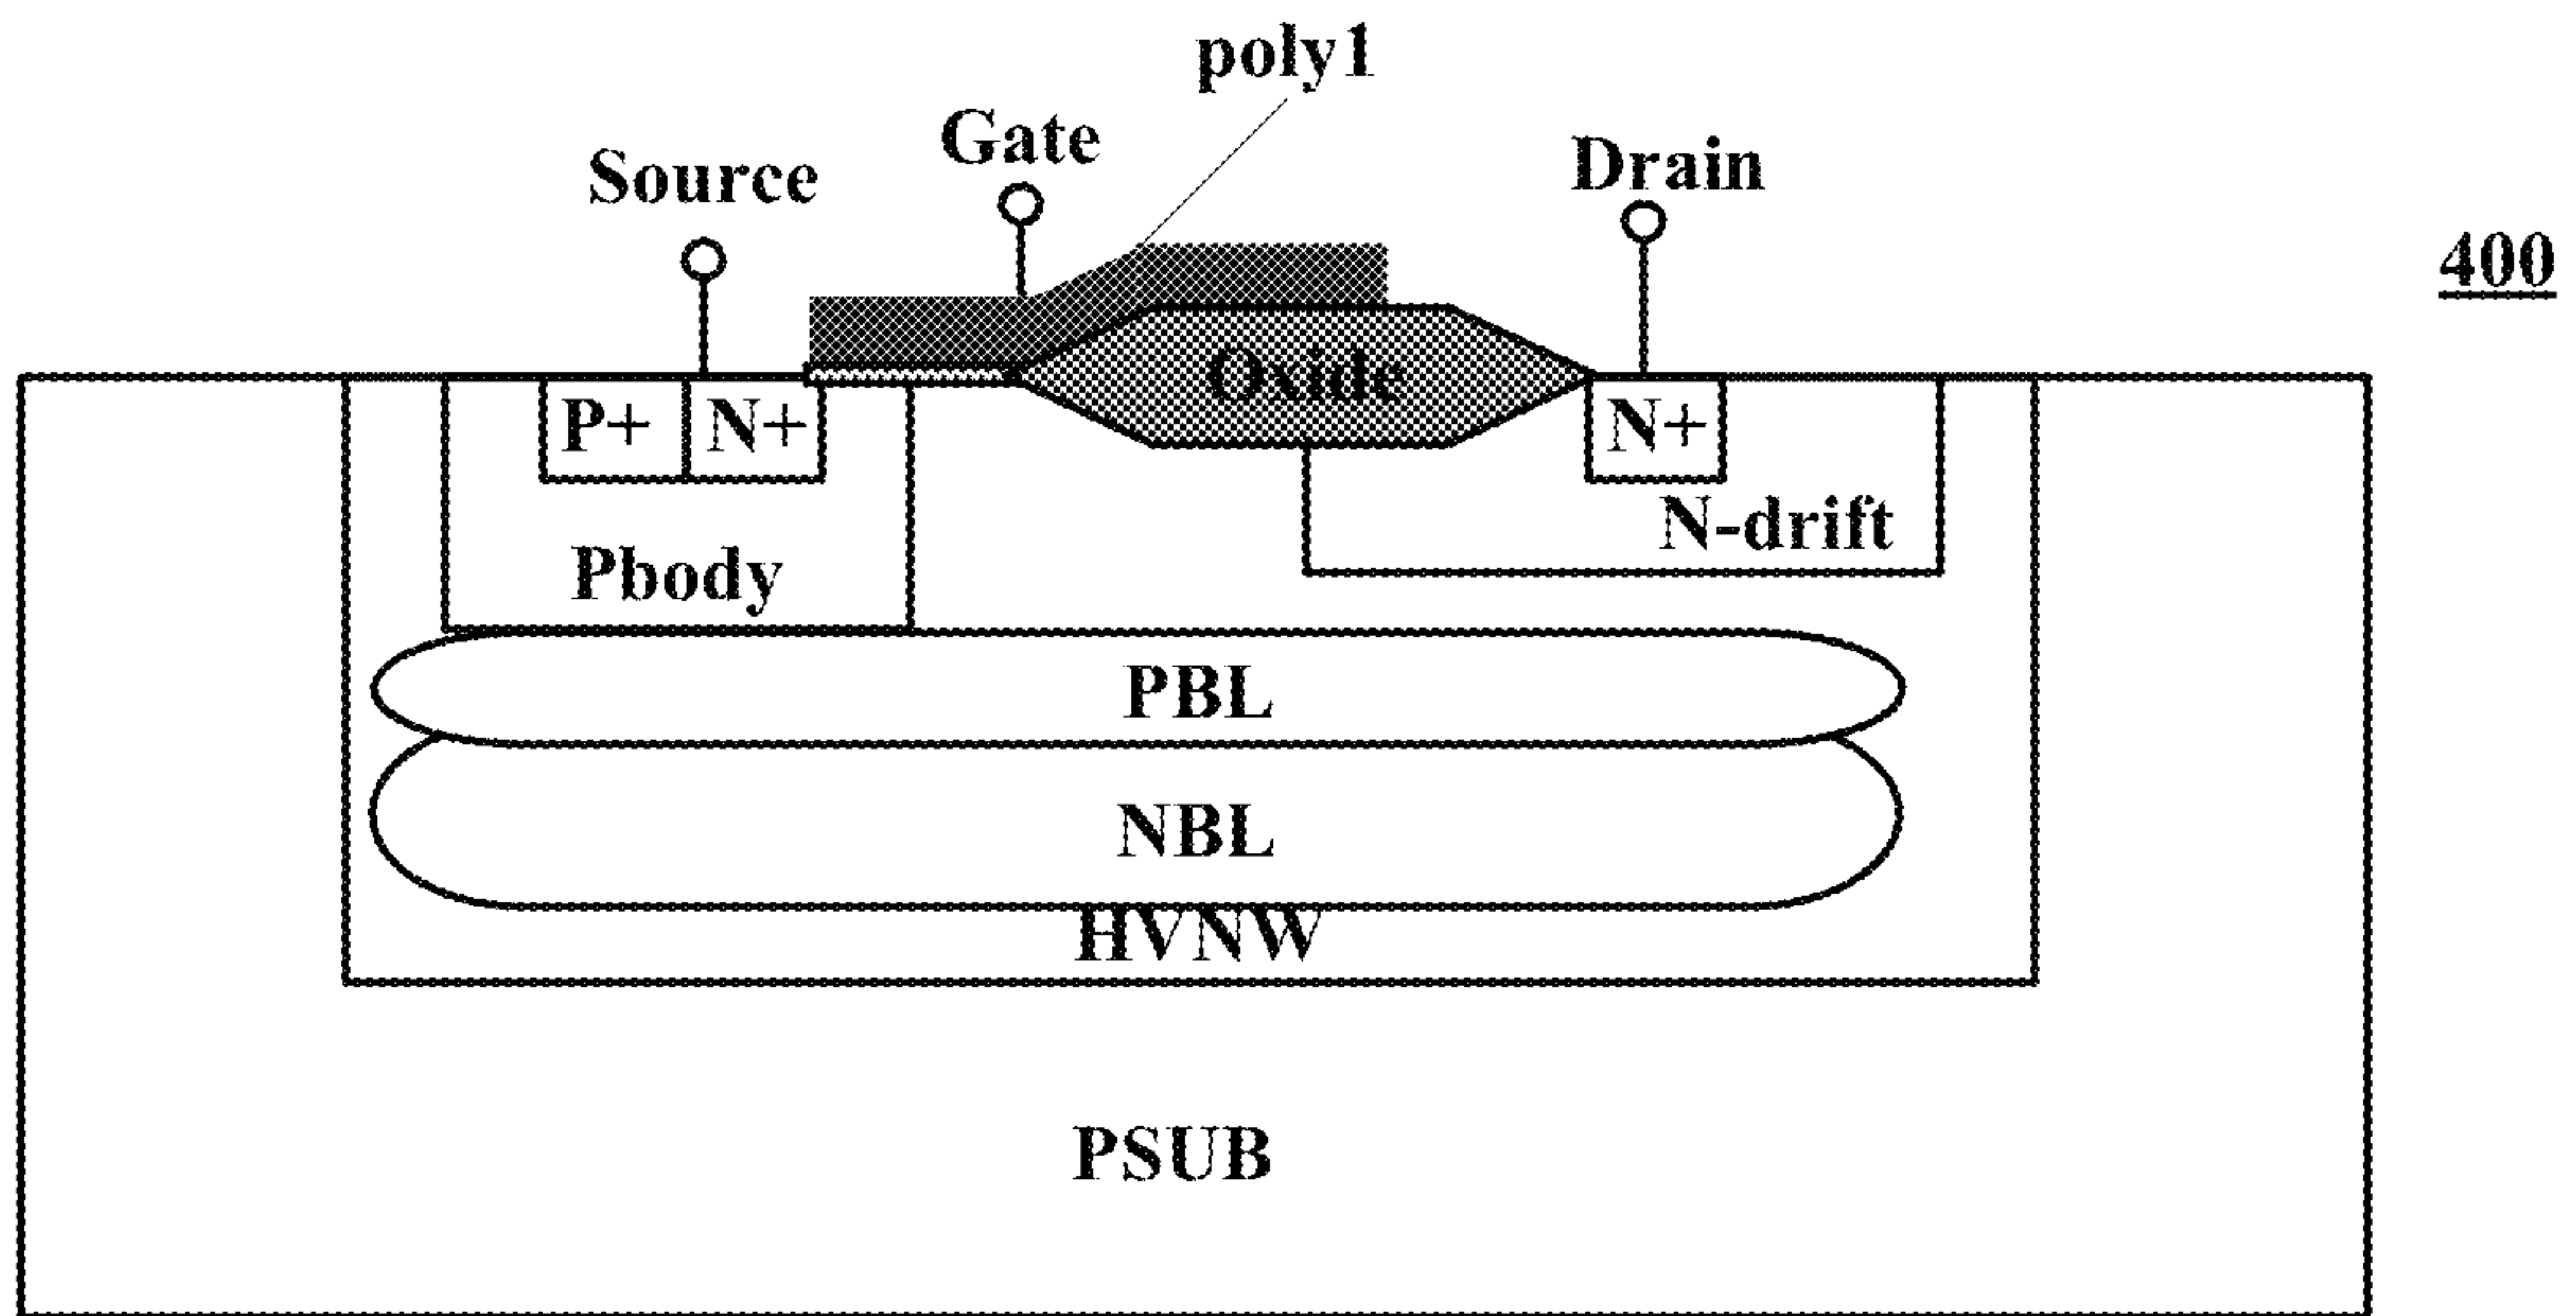 poly1
Gate
Source
Drain
400
Oxide
P+
N+
N+
N-drift
Pbody
PBL
NBL
HVNW
PSUB